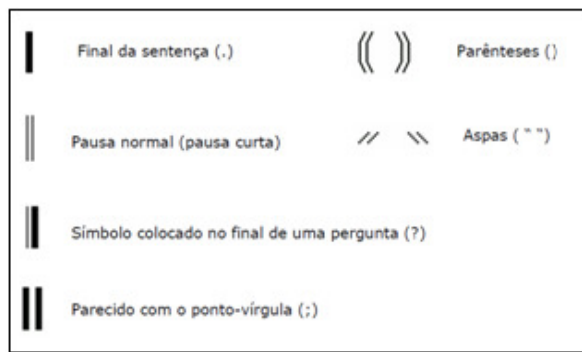 Final da sentença (.)
Parênteses ()
Pausa normal (pausa curta)
Aspas ( “ “)
Símbolo colocado no final de uma pergunta (?)
Parecido com o ponto-vírgula (;)